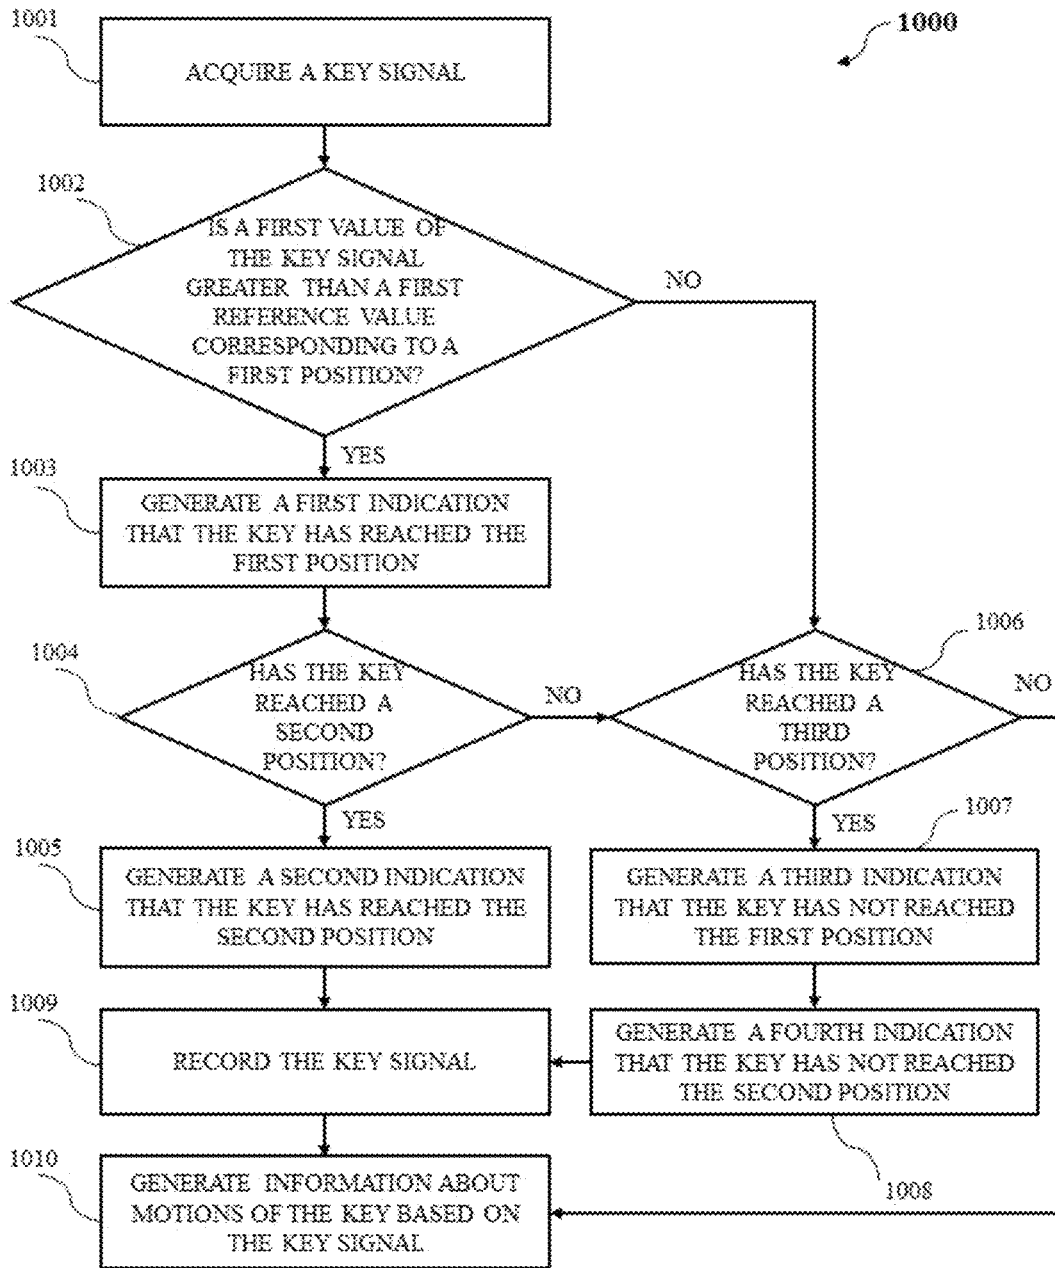 1001
1000
ACQUIRE A KEY SIGNAL
1002
IS A FIRST VALUE OF
THE KEY SIGNAL
GREATER THAN A FIRST
REFERENCE VALUE
CORRESPONDING TO A
FIRST POSITION?
NO
YES
1003
GENERATE A FIRST INDICATION
THAT THE KEY HAS REACHED THE
FIRST POSITION
1004
HAS THE KEY
REACHED A
SECOND
POSITION?
NO
1006
HAS THE KEY
REACHED A
THIRD
POSITION?
NO
YES
YES
1005
GENERATE A SECOND INDICATION
THAT THE KEY HAS REACHED THE
SECOND POSITION
1007
GENERATE A THIRD INDICATION
THAT THE KEY HAS NOT REACHED
THE FIRST POSITION
1009
RECORD THE KEY SIGNAL
GENERATE A FOURTH INDICATION
THAT THE KEY HAS NOT REACHED
THE SECOND POSITION
1008
1010
GENERATE INFORMATION ABOUT
MOTIONS OF THE KEY BASED ON
THE KEY SIGNAL